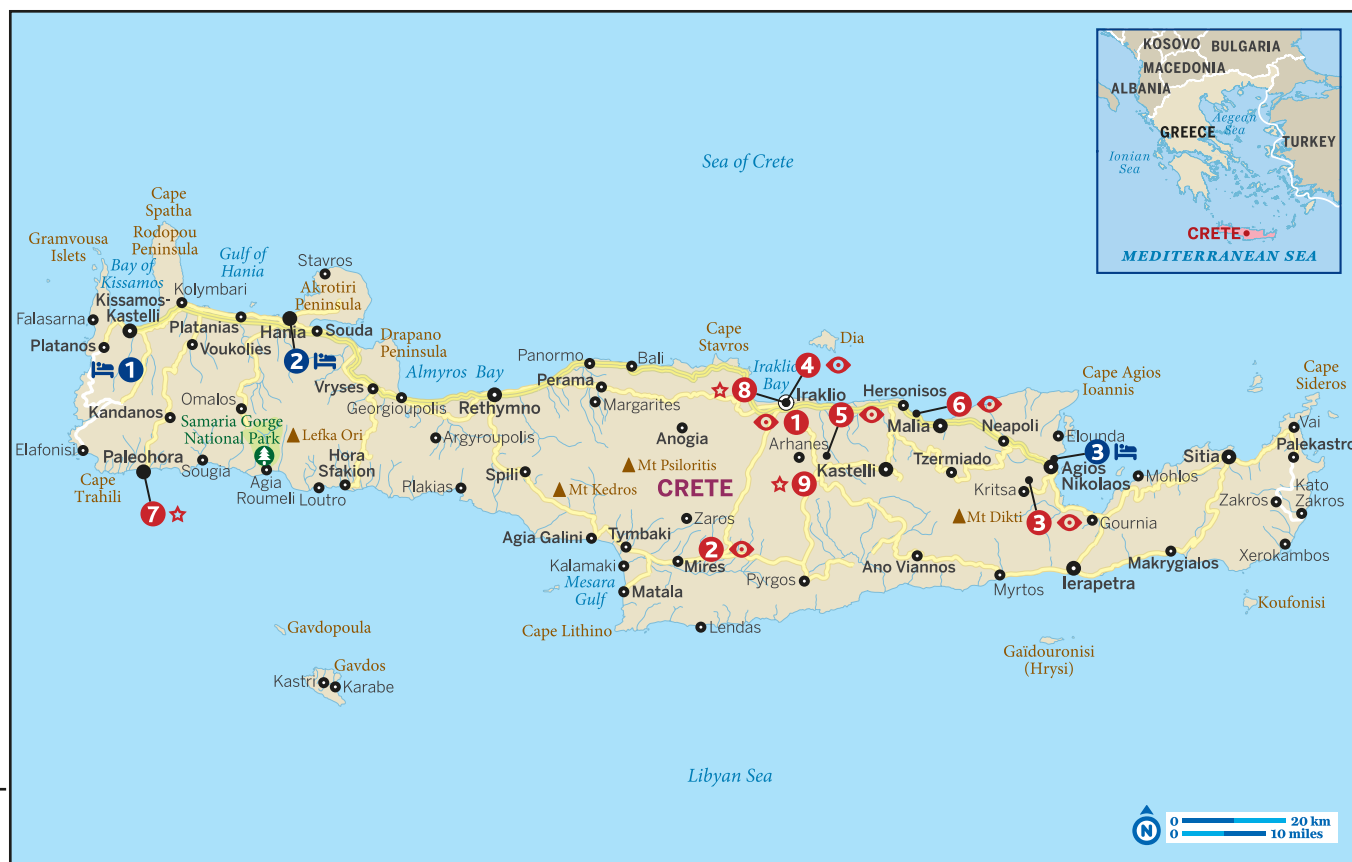 KOSOVO
BULGARIA
MACEDONIA
ALBANIA
GREECE
Aegean
Sea
TURKEY
Ionian
Sea
CRETE
MEDITERRANEAN SEA
Sea of Crete
Cape
Spatha
Gramvousa
Islets
Rodopou
Peninsula
Bay of
Kissamos
Gulf of
Hania
Stavros
Akrotiri
Peninsula
Kolymbari
Kissamos-
Kastelli
Falasarna
Platanias
Hania
Souda
Platanos
Voukolies
Drapano
Peninsula
Almyros Bay
1
2
Vryses
Georgioupolis
Rethymno
Panormo
Bali
Perama
Margarites
Cape
Stavros
Dia
Iraklio
Bay
4
8
Iraklio
Hersonisos
Cape Agios
Ioannis
Cape
Sideros
1
5
6
Arhanes
Malia
Neapoli
Elounda
Vai
Palekastro
Kandanos
Omalos
Samaria Gorge
National Park
Lefka Ori
Argyroupolis
Anogia
Kastelli
Tzermiado
3
Agios
Nikolaos
Mohlos
Sitia
Elafonisi
Paleohora
Sougia
Agia
Roumeli
Loutro
Hora
Sfakion
Plakias
Spili
Mt Psiloritis
Mt Kedros
CRETE
9
Kritsa
Mt Dikti
3
Gournia
Zakros
Kato
Zakros
Cape
Trahili
7
Zaros
Agia Galini
Tymbaki
2
Mires
Kalamaki
Mesara
Gulf
Matala
Pyrgos
Ano Viannos
Myrtos
Ierapetra
Makrygialos
Xerokambos
Koufonisi
Cape Lithino
Lendas
Gavdopoula
Gaïdouronisi
(Hrysi)
Gavdos
Kastri
Karabe
Libyan Sea
N
0 20 km
0 10 miles